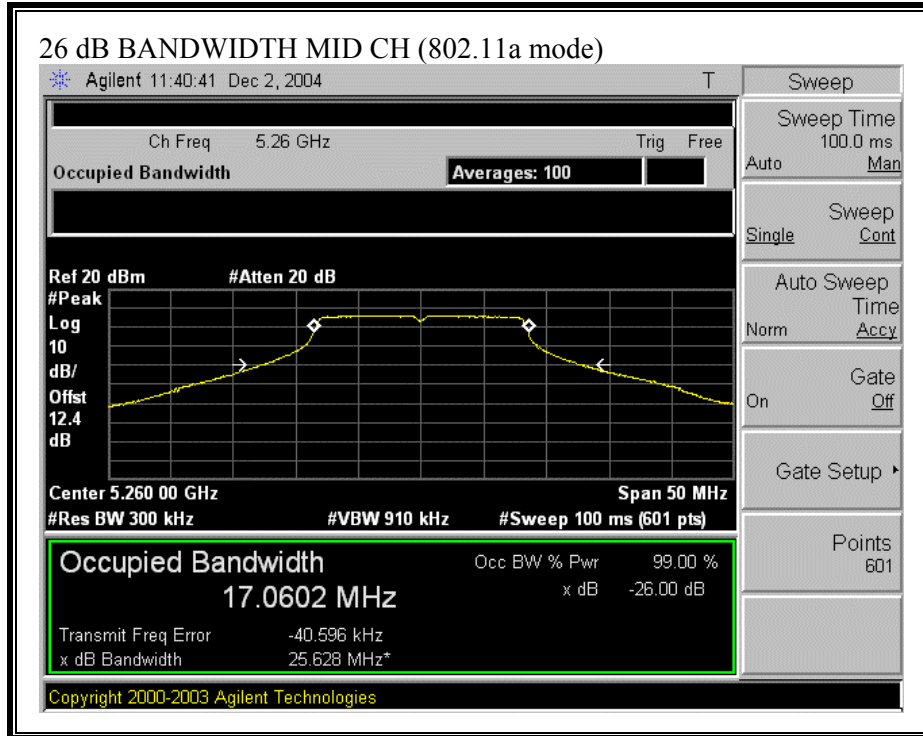 26 dB BANDWIDTH MID CH (802.11a mode)
Agilent 11:40:41 Dec 2, 2004 T
Sweep
Ch Freq 5.26 GHz Trig Free
Occupied Bandwidth Averages: 100
Ref 20 dBm #Atten 20 dB
#Peak
Log
10
dB/
Offst
12.4
dB
Center 5.260 00 GHz Span 50 MHz
#Res BW 300 kHz #VBW 910 kHz #Sweep 100 ms (601 pts)
Occupied Bandwidth
17.0602 MHz
Occ BW % Pwr 99.00 %
x dB -26.00 dB
Transmit Freq Error -40.596 kHz
x dB Bandwidth 25.628 MHz*
Copyright 2000-2003 Agilent Technologies
Sweep Time
100.0 ms
Auto Man
Sweep
Single Cont
Auto Sweep
Time
Norm Accy
Gate
On Off
Gate Setup
Points
601